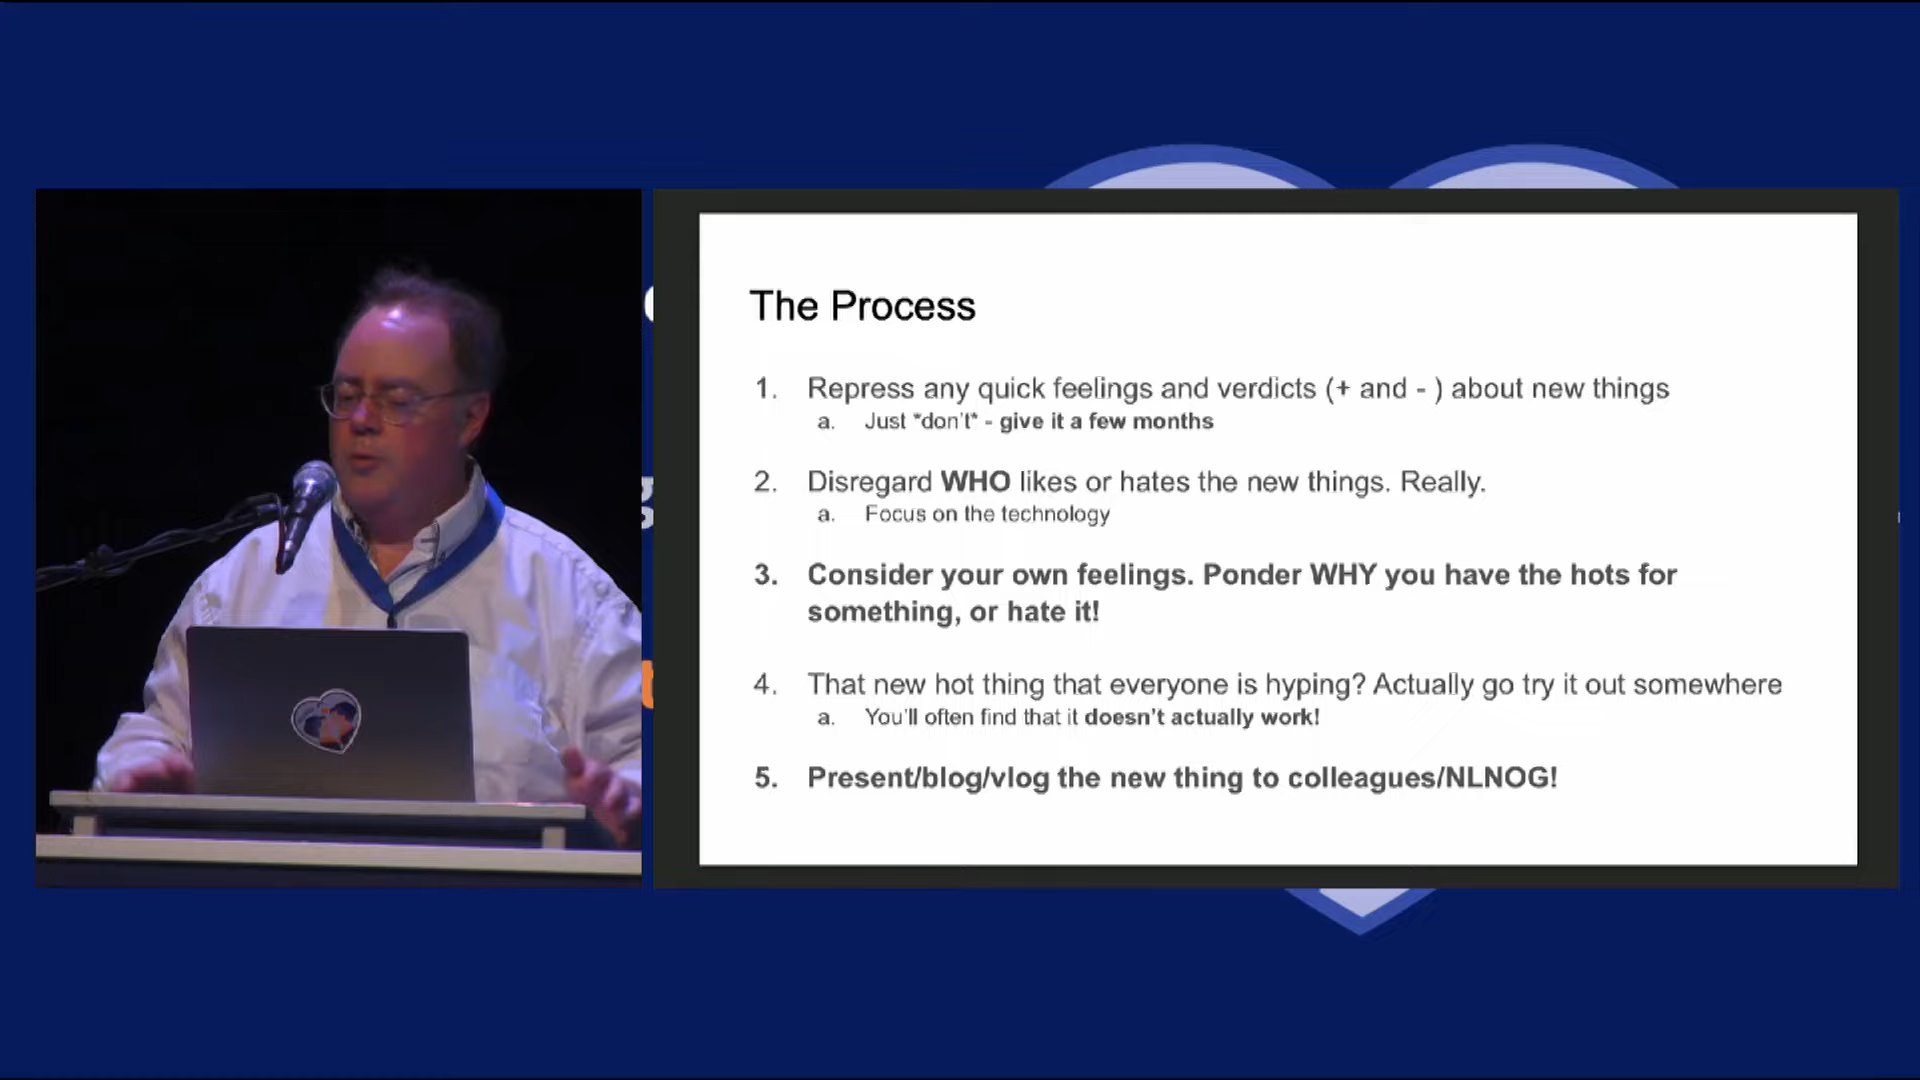 The Process
1. Repress any quick feelings and verdicts (+ and - ) about new things
a. Just *don't* - give it a few months
2. Disregard WHO likes or hates the new things. Really.
a. Focus on the technology
3. Consider your own feelings. Ponder WHY you have the hots for
something, or hate it!
4. That new hot thing that everyone is hyping? Actually go try it out somewhere
a. You'll often find that it doesn't actually work!
5. Present/blog/vlog the new thing to colleagues/NLNOG!